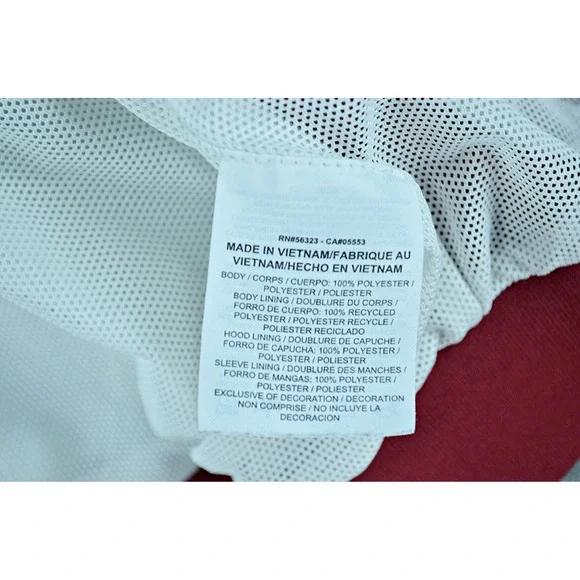 RN#56323 - CA#05553
MADE IN VIETNAM/FABRIQUE AU
VIETNAM/HECHO EN VIETNAM
BODY / CORPS / CUERPO: 100% POLYESTER /
POLYESTER / POLIESTER
BODY LINING / DOUBLURE DU CORPS /
FORRO DE CUERPO: 100% RECYCLED
POLYESTER / POLYESTER RECYCLE /
POLIESTER RECICLADO
HOOD LINING / DOUBLURE DE CAPUCHE /
FORRO DE CAPUCHA: 100% POLYESTER /
POLYESTER / POLIESTER
SLEEVE LINING / DOUBLURE DES MANCHES /
FORRO DE MANGAS: 100% POLYESTER /
POLYESTER / POLIESTER
EXCLUSIVE OF DECORATION / DECORATION
NON COMPRISE / NO INCLUYE LA
DECORACION